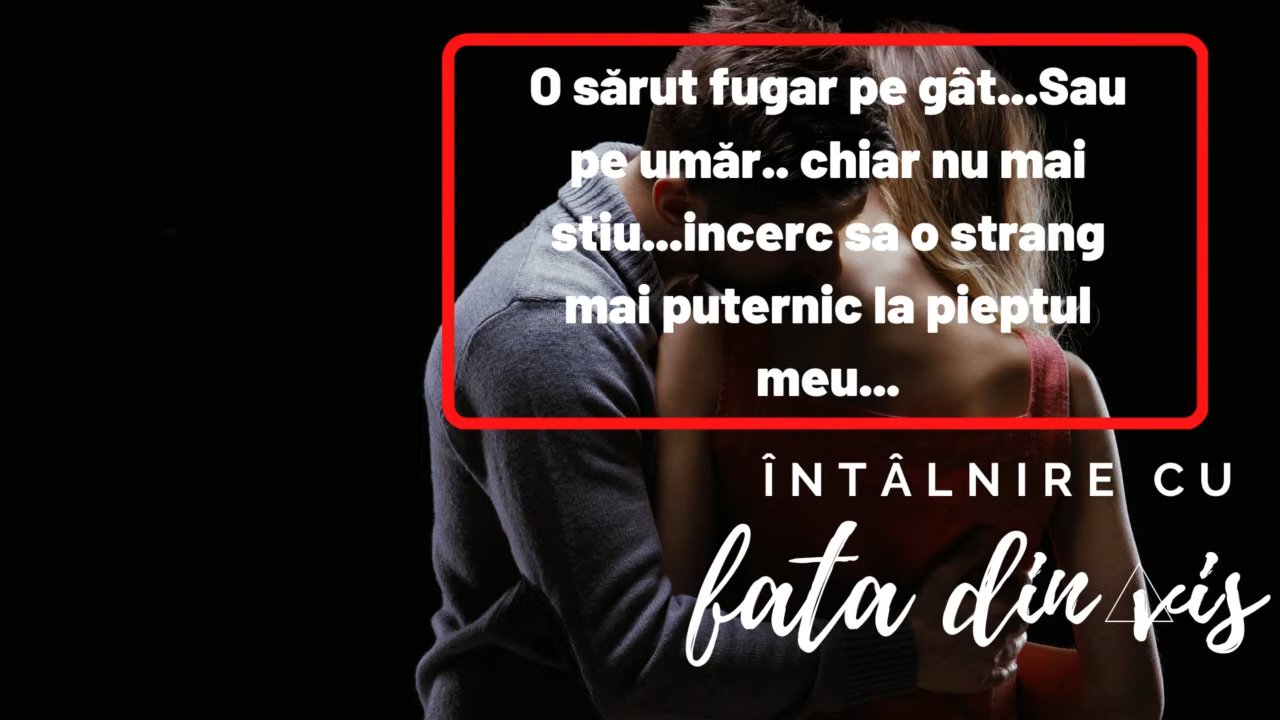 O sărut fugar pe gât...Sau
pe umăr.. chiar nu mai
stiu...incerc sa o strang
mai puternic la pieptul
meu...
ÎNTÂLNIRE CU
fata din vis